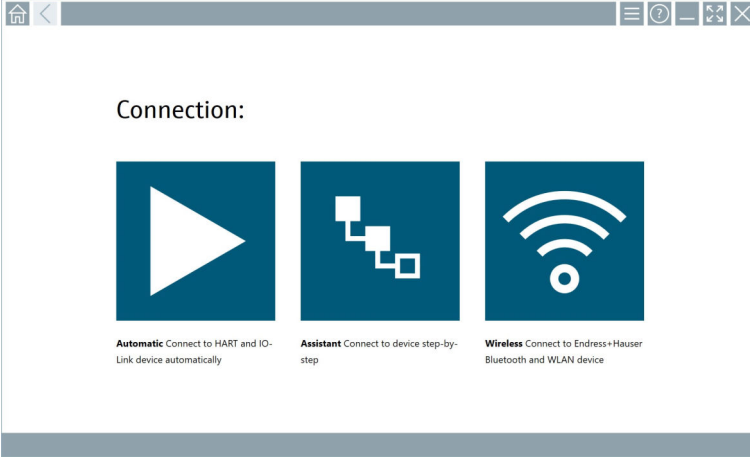 Connection:
Automatic Connect to HART and IO-
Link device automatically
Assistant Connect to device step-by-
step
Wireless Connect to Endress+Hauser
Bluetooth and WLAN device